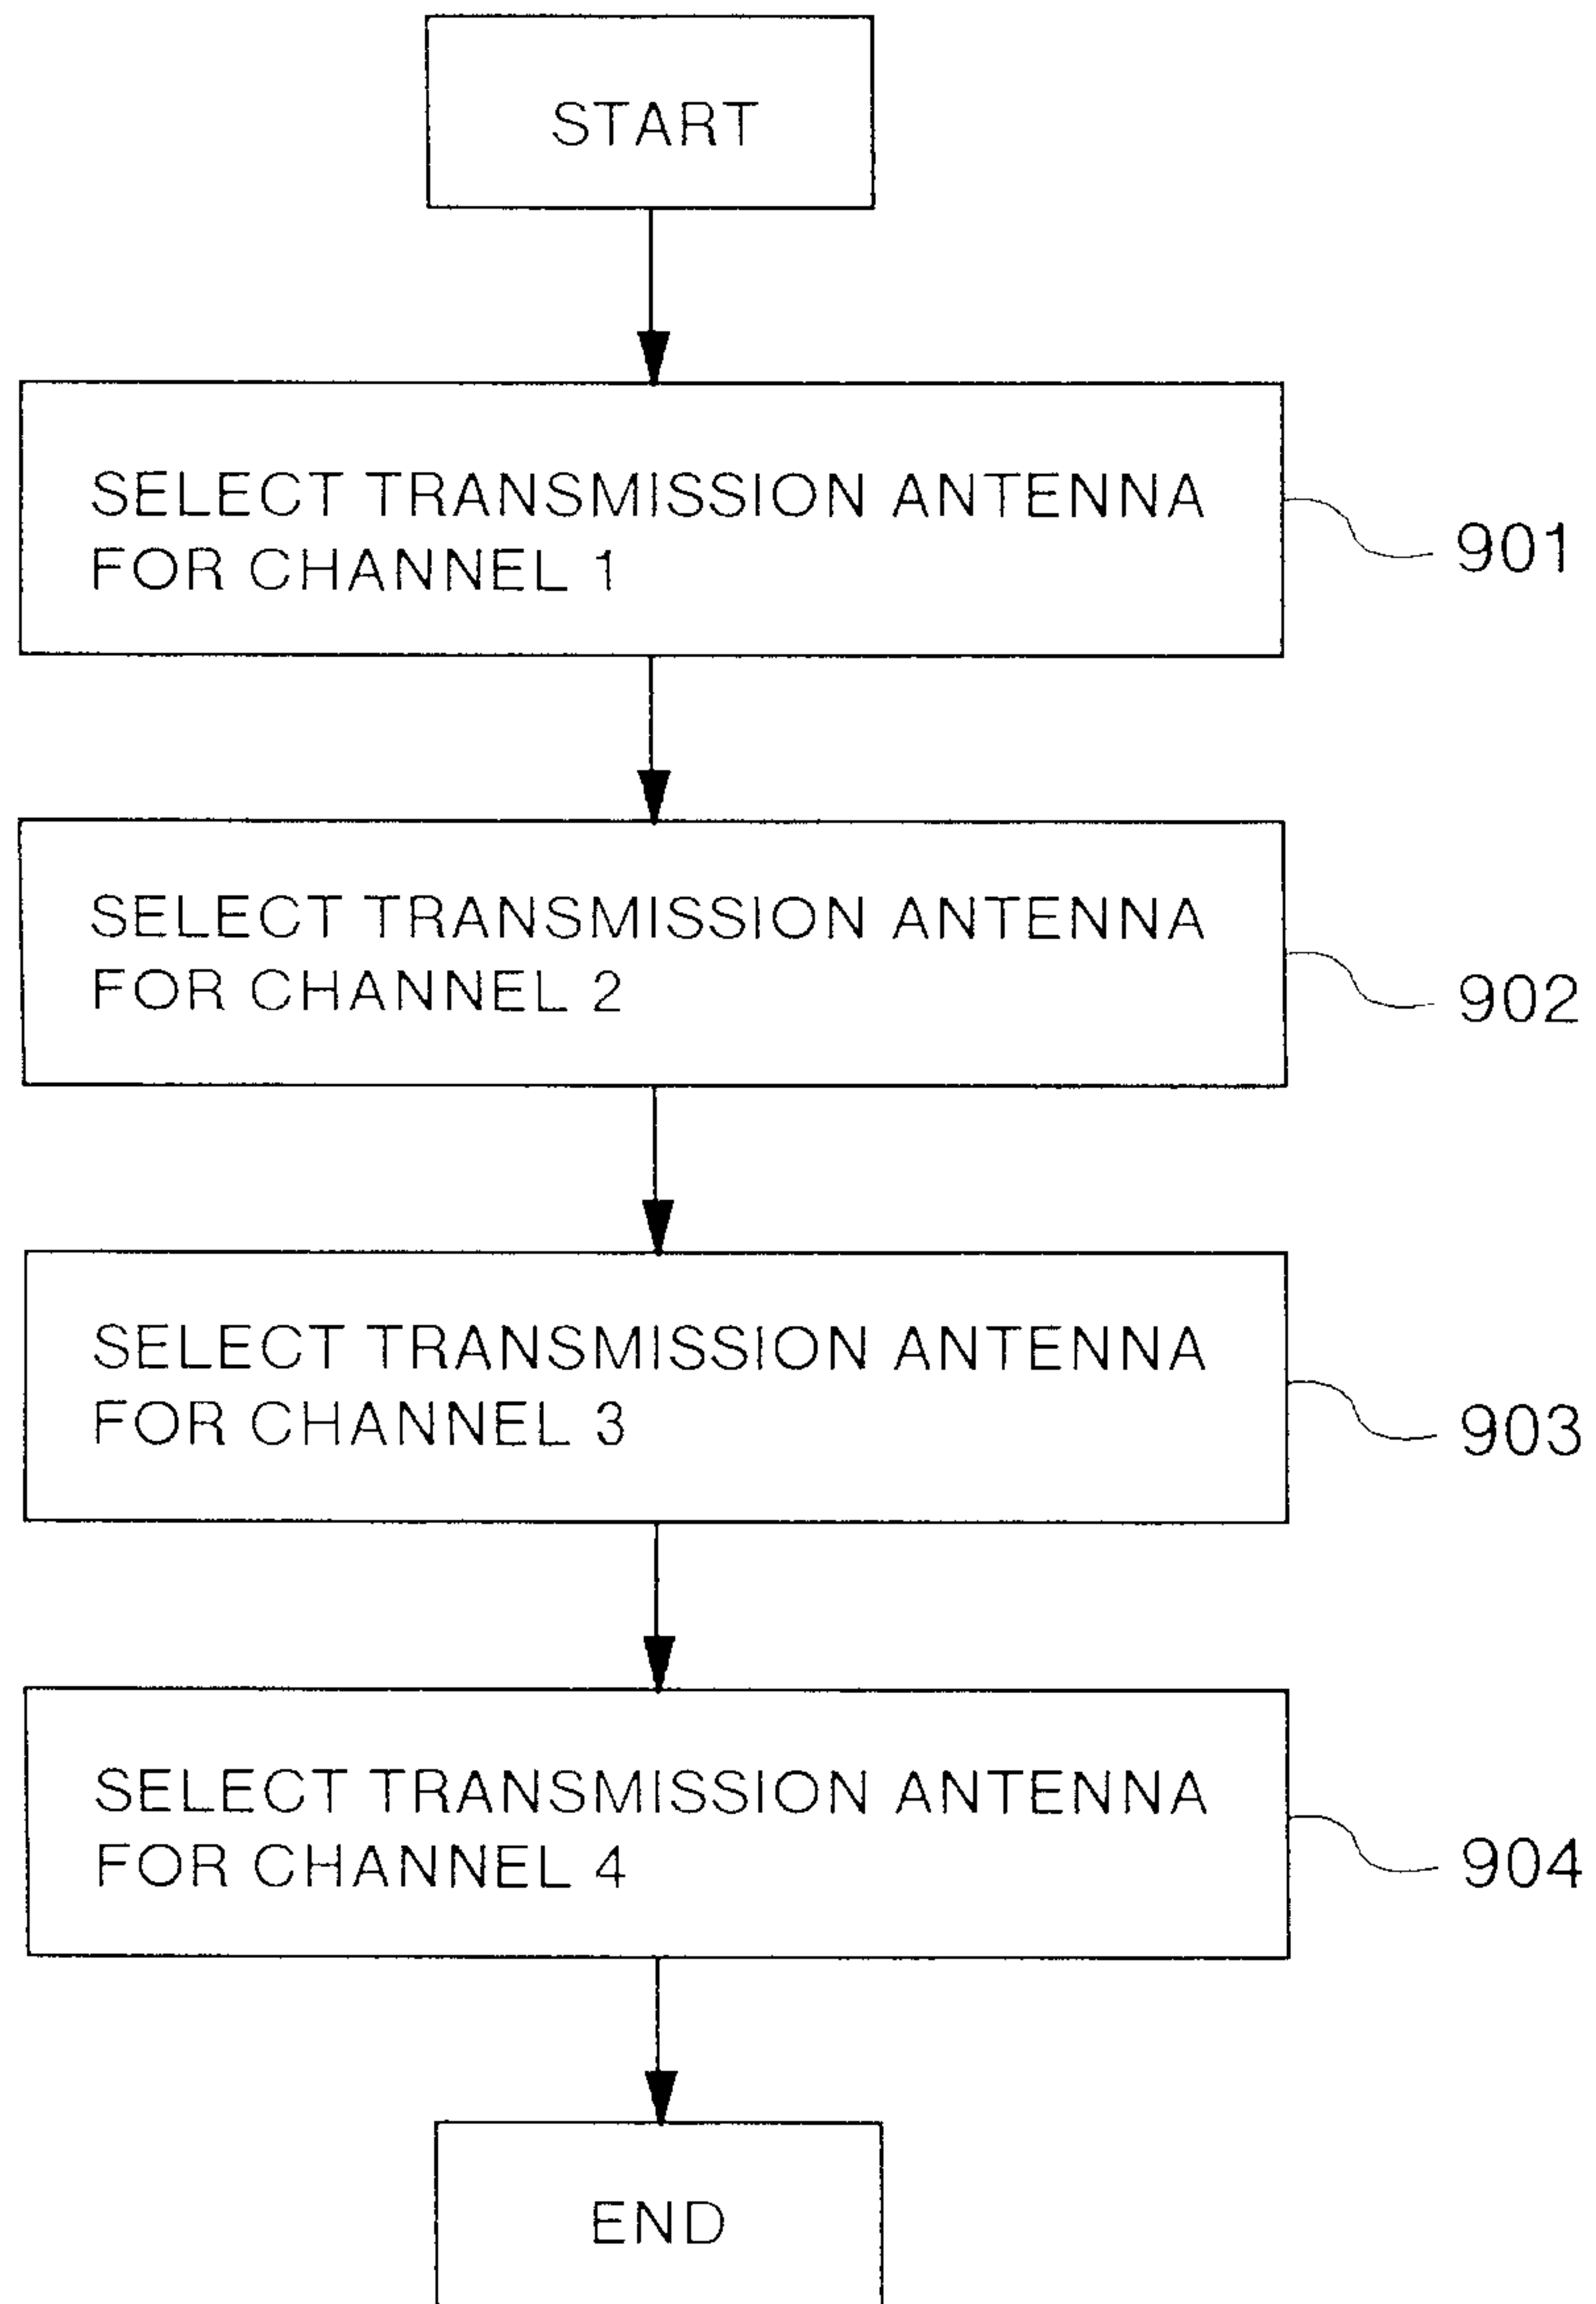 START
SELECT TRANSMISSION ANTENNA
FOR CHANNEL 1
901
SELECT TRANSMISSION ANTENNA
FOR CHANNEL 2
902
SELECT TRANSMISSION ANTENNA
FOR CHANNEL 3
903
SELECT TRANSMISSION ANTENNA
FOR CHANNEL 4
904
END